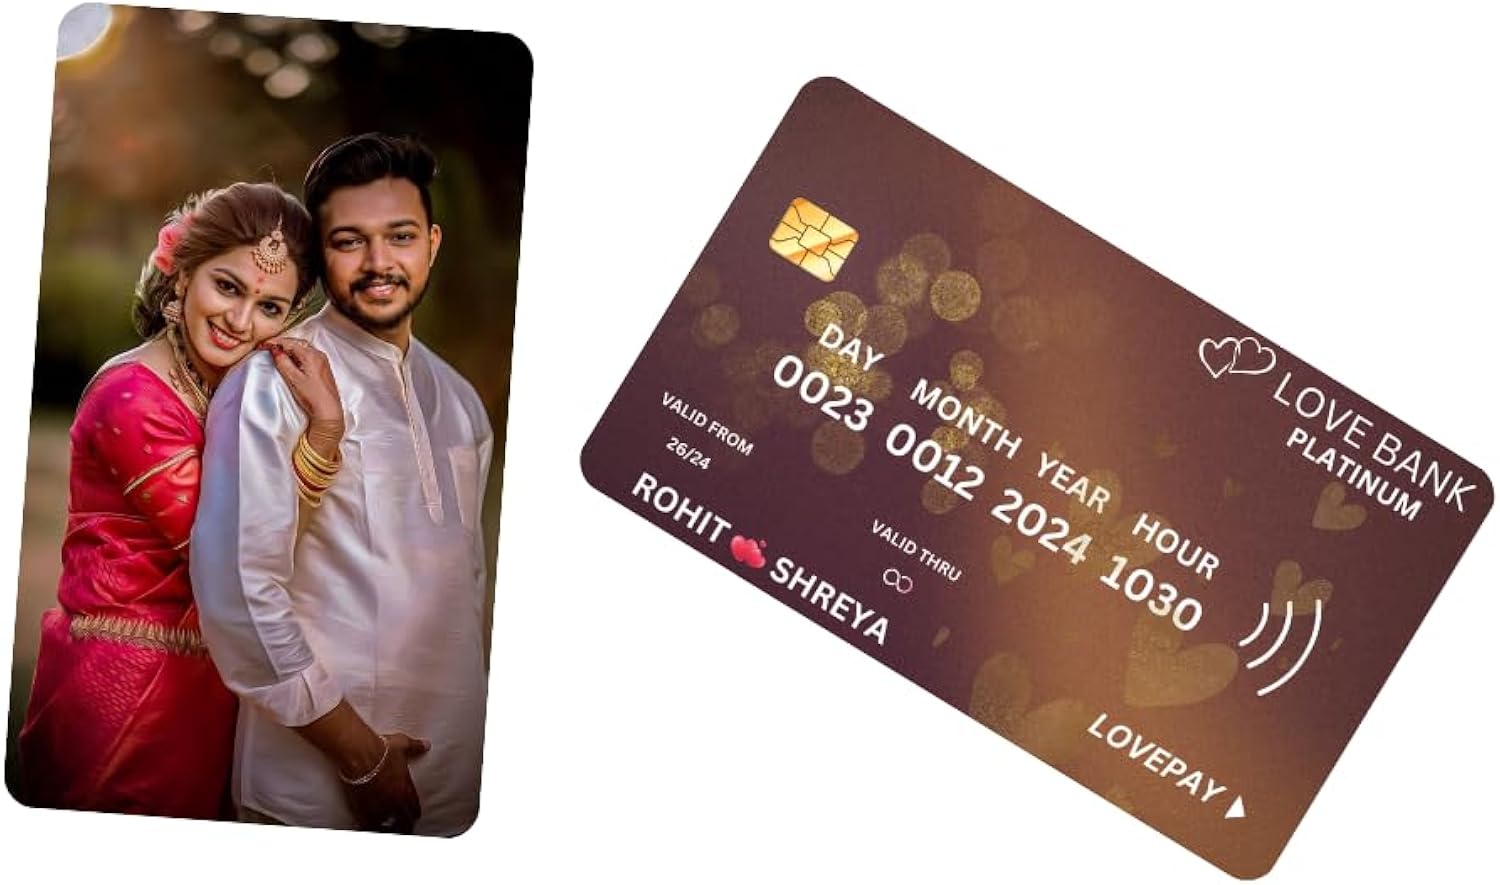 LOVE BANK
PLATINUM
DAY MONTH YEAR HOUR
0023 0012 2024 1030
VALID FROM
26/24
VALID THRU
∞
ROHIT SHREYA
LOVEPAY